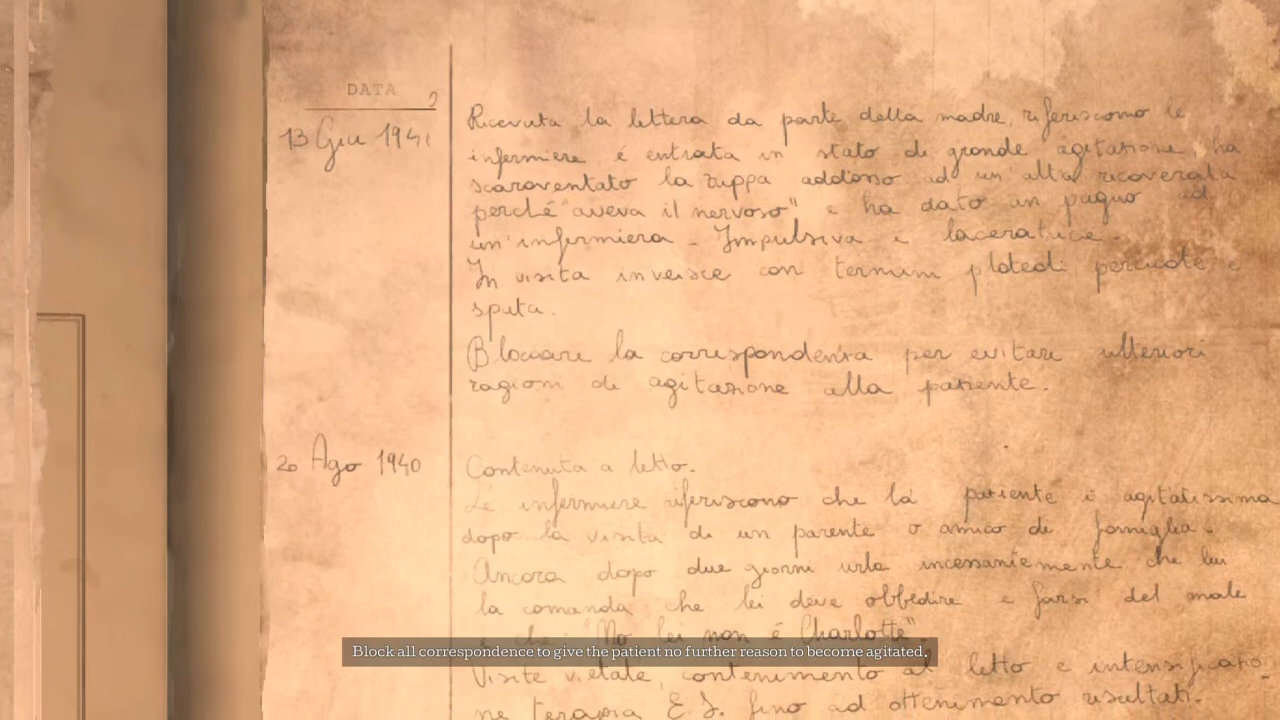 DATA 2
13 Giu 1941
Ricevuta la lettera da parte della madre, riferiscono le
infermiere, é entrata in stato di grande agitazione, ha
scaraventato la zuppa addosso ad un'altra ricoverata
perché "aveva il nervoso" e ha dato un pugno ad
un'infermiera - Impulsiva e laceratrice -
In visita inveisce con termini plateali percuote e
sputa.
Bloccare la corrispondenza per evitare ulteriori
ragioni di agitazione alla paziente.
20 Ago 1940
Contenuta a letto.
Le infermiere riferiscono che la paziente é agitatissima
dopo la visita di un parente o amico di famiglia -
Ancora dopo due giorni urla incessantemente che lui
la comanda che lei deve obbedire e farsi del male
e che: "No lei non é Charlotte".
Block all correspondence to give the patient no further reason to become agitated.
Visite vietate, contenimento al letto e intensificazio-
ne terapia E.S. fino ad ottenimento risultati.